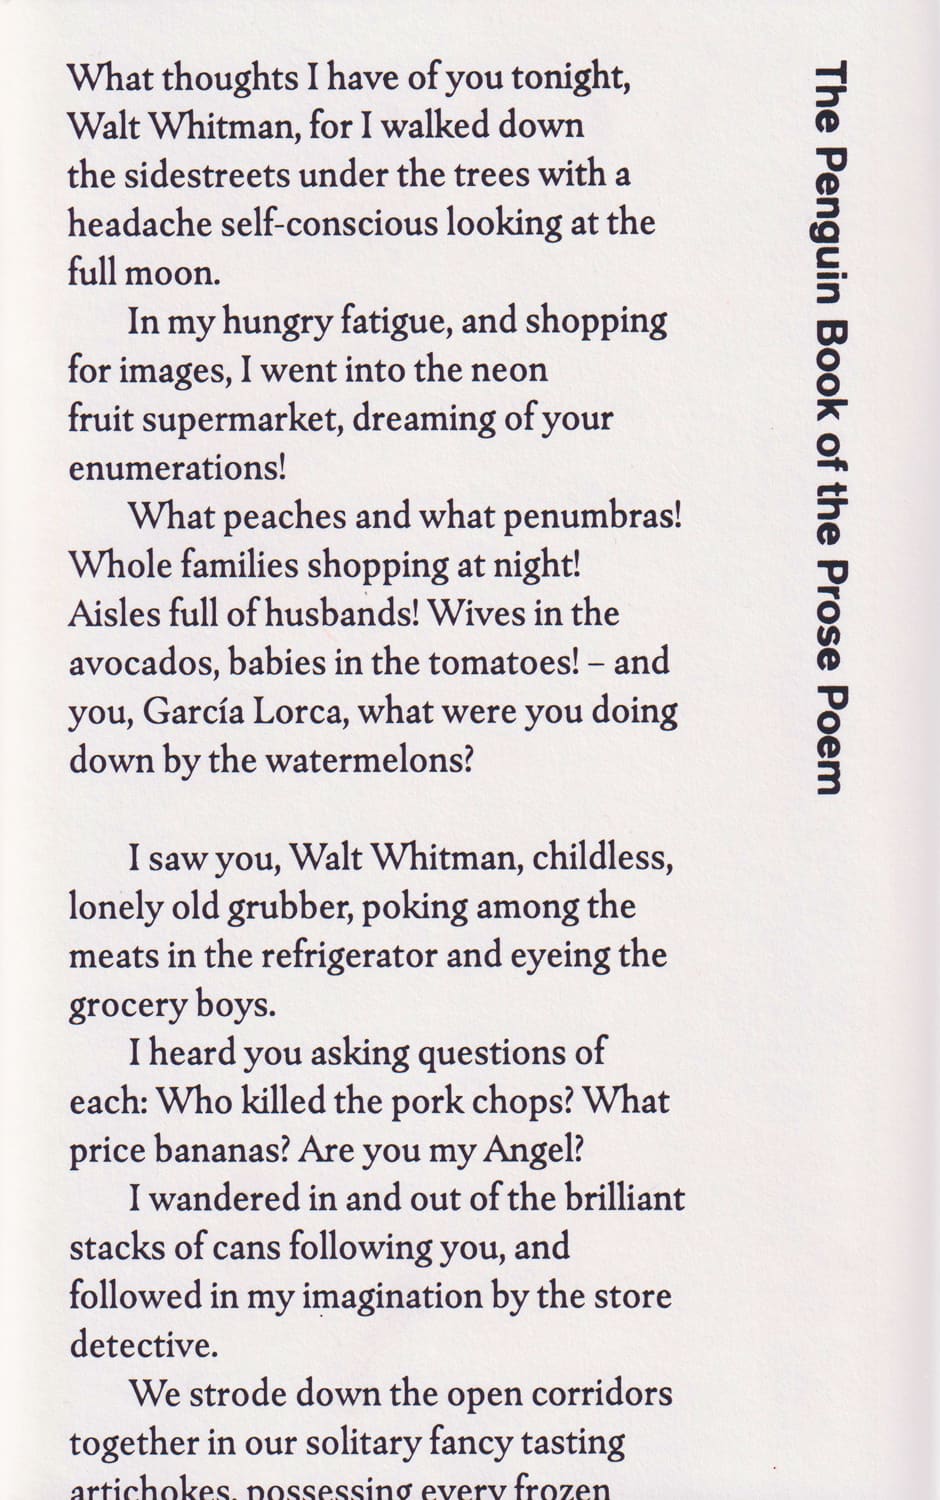 What thoughts I have of you tonight,
Walt Whitman, for I walked down
the sidestreets under the trees with a
headache self-conscious looking at the
full moon.
In my hungry fatigue, and shopping
for images, I went into the neon
fruit supermarket, dreaming of your
enumerations!
What peaches and what penumbras!
Whole families shopping at night!
Aisles full of husbands! Wives in the
avocados, babies in the tomatoes! – and
you, García Lorca, what were you doing
down by the watermelons?
I saw you, Walt Whitman, childless,
lonely old grubber, poking among the
meats in the refrigerator and eyeing the
grocery boys.
I heard you asking questions of
each: Who killed the pork chops? What
price bananas? Are you my Angel?
I wandered in and out of the brilliant
stacks of cans following you, and
followed in my imagination by the store
detective.
We strode down the open corridors
together in our solitary fancy tasting
artichokes, possessing every frozen
The Penguin Book of the Prose Poem